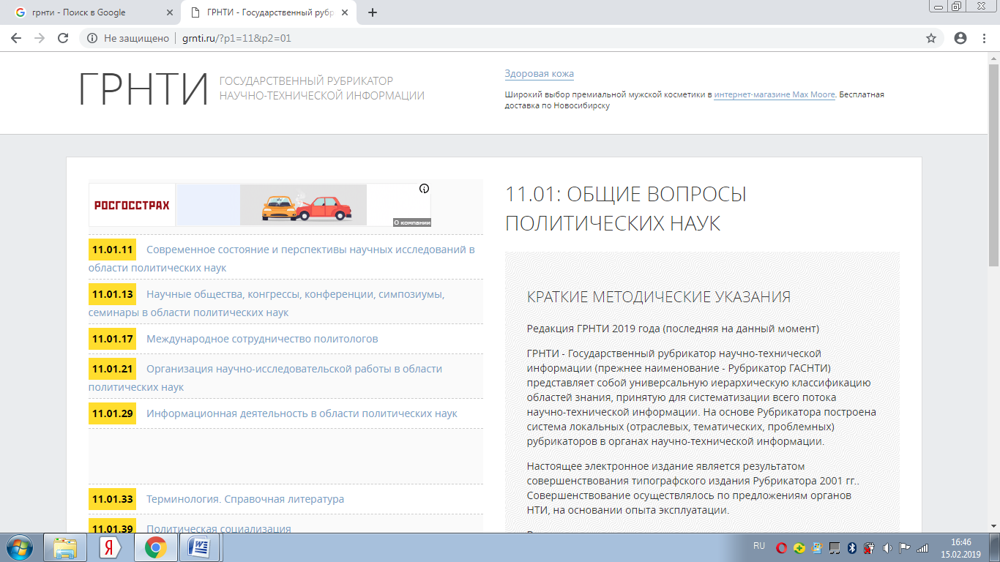 грнти - Поиск в Google
ГРНТИ - Государственный рубр
Не защищено
grnti.ru/?p1=11&p2=01
ГРНТИ
ГОСУДАРСТВЕННЫЙ РУБРИКАТОР
НАУЧНО-ТЕХНИЧЕСКОЙ ИНФОРМАЦИИ
Здоровая кожа
Широкий выбор премиальной мужской косметики в интернет-магазине Max Moore. Бесплатная
доставка по Новосибирску
РОСГОССТРАХ
О компании
11.01.11 Современное состояние и перспективы научных исследований в
области политических наук
11.01.13 Научные общества, конгрессы, конференции, симпозиумы,
семинары в области политических наук
11.01.17 Международное сотрудничество политологов
11.01.21 Организация научно-исследовательской работы в области
политических наук
11.01.29 Информационная деятельность в области политических наук
11.01.33 Терминология. Справочная литература
11.01.39 Политическая социализация
11.01: ОБЩИЕ ВОПРОСЫ
ПОЛИТИЧЕСКИХ НАУК
КРАТКИЕ МЕТОДИЧЕСКИЕ УКАЗАНИЯ
Редакция ГРНТИ 2019 года (последняя на данный момент)
ГРНТИ - Государственный рубрикатор научно-технической
информации (прежнее наименование - Рубрикатор ГАСНТИ)
представляет собой универсальную иерархическую классификацию
областей знания, принятую для систематизации всего потока
научно-технической информации. На основе Рубрикатора построена
система локальных (отраслевых, тематических, проблемных)
рубрикаторов в органах научно-технической информации.
Настоящее электронное издание является результатом
совершенствования типографского издания Рубрикатора 2001 гг..
Совершенствование осуществлялось по предложениям органов
НТИ, на основании опыта эксплуатации.
RU
16:46
15.02.2019